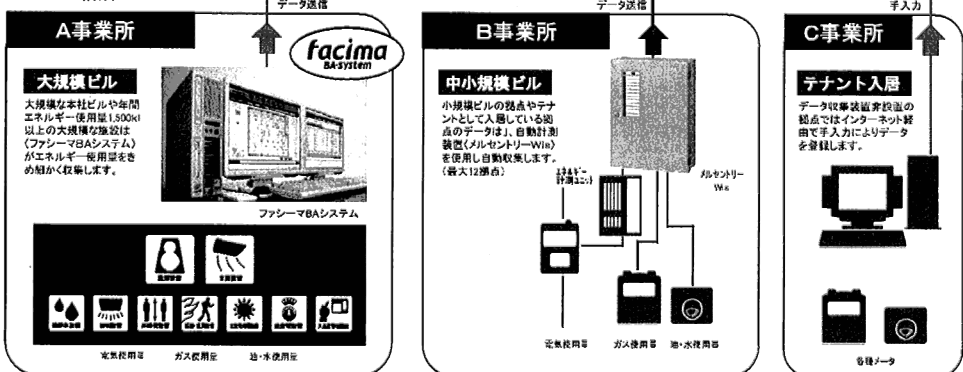 データ送信
A事業所
facima
BA-system
大規模ビル
大規模な本社ビルや年間
エネルギー使用量1,500kl
以上の大規模な施設は
〈ファシーマBAシステム〉
がエネルギー使用量をき
め細かく収集します。
ファシーマBAシステム
電気使用量
ガス使用量
油・水使用量
データ送信
B事業所
中小規模ビル
小規模ビルの拠点やテナ
ントとして入居している拠
点のデータは、自動計測
装置〈メルセントリーWis〉
を使用し自動収集します。
(最大12拠点)
メルセントリー
Wis
エネルギー
計測ユニット
電気使用量
ガス使用量
油・水使用量
手入力
C事業所
テナント入居
データ収集装置非設置の
拠点ではインターネット経
由で手入力によりデータ
を登録します。
各種メータ